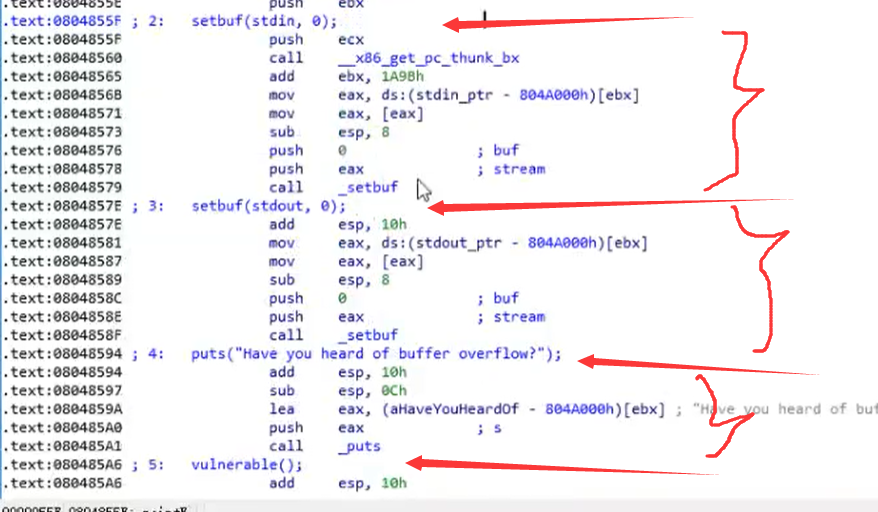 .text:0804855E push ebx
.text:0804855F ; 2: setbuf(stdin, 0);
.text:0804855F push ecx
.text:08048560 call __x86_get_pc_thunk_bx
.text:08048565 add ebx, 1A9Bh
.text:0804856B mov eax, ds:(stdin_ptr - 804A000h)[ebx]
.text:08048571 mov eax, [eax]
.text:08048573 sub esp, 8
.text:08048576 push 0 ; buf
.text:08048578 push eax ; stream
.text:08048579 call _setbuf
.text:0804857E ; 3: setbuf(stdout, 0);
.text:0804857E add esp, 10h
.text:08048581 mov eax, ds:(stdout_ptr - 804A000h)[ebx]
.text:08048587 mov eax, [eax]
.text:08048589 sub esp, 8
.text:0804858C push 0 ; buf
.text:0804858E push eax ; stream
.text:0804858F call _setbuf
.text:08048594 ; 4: puts("Have you heard of buffer overflow?");
.text:08048594 add esp, 10h
.text:08048597 sub esp, 0Ch
.text:0804859A lea eax, (aHaveYouHeardOf - 804A000h)[ebx] ; "Have you heard of buf
.text:080485A0 push eax ; s
.text:080485A1 call _puts
.text:080485A6 ; 5: vulnerable();
.text:080485A6 add esp, 10h